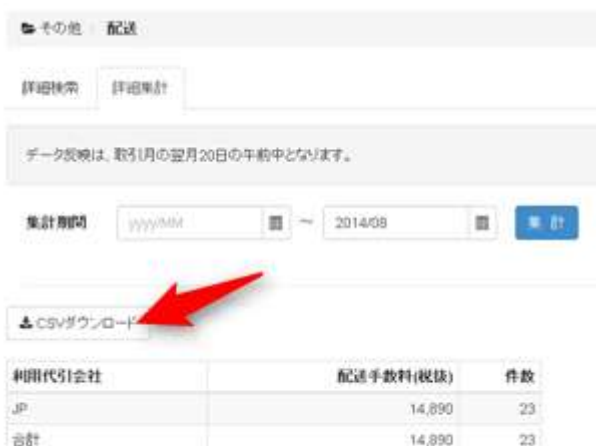 その他 配送
詳細検索 詳細集計
データ反映は、取引月の翌月20日の午前中となります。
集計期間 yyyy/MM ～ 2014/08 集 計
CSVダウンロード
利用代引会社 配送手数料(税抜) 件数
JP 14,890 23
合計 14,890 23